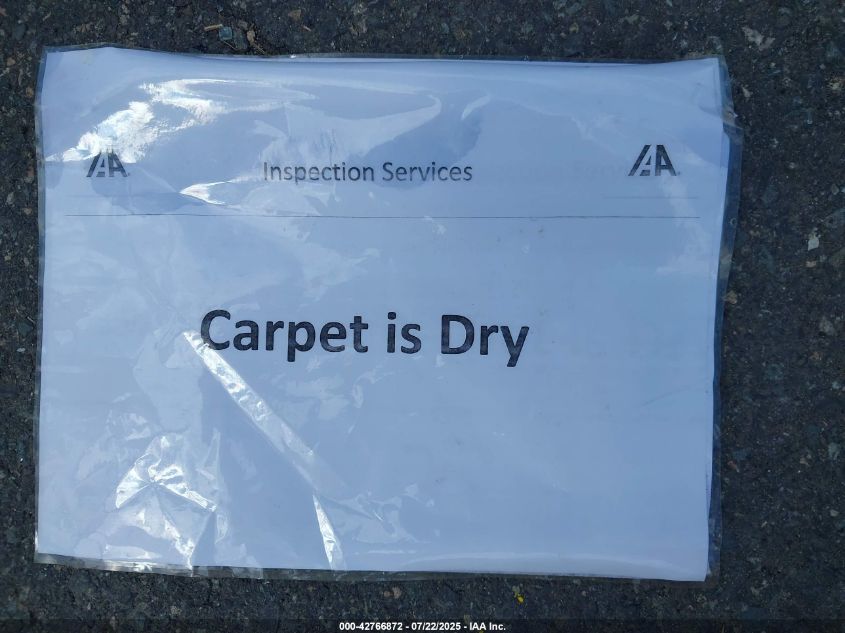 IAA Inspection Services IAA
Carpet is Dry
000-42766872 - 07/22/2025 - IAA Inc.